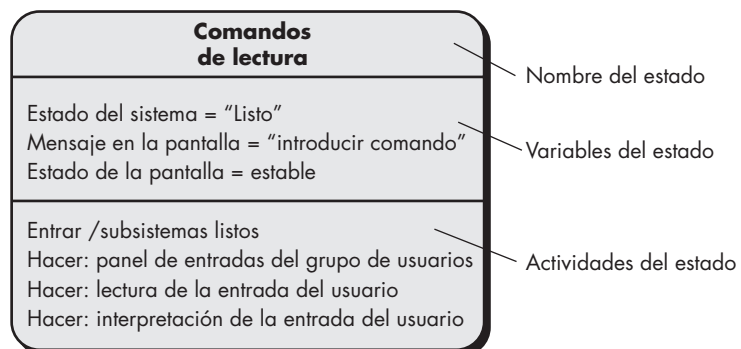 Comandos
de lectura
Nombre del estado
Estado del sistema = “Listo”
Mensaje en la pantalla = “introducir comando”
Estado de la pantalla = estable
Variables del estado
Entrar /subsistemas listos
Hacer: panel de entradas del grupo de usuarios
Hacer: lectura de la entrada del usuario
Hacer: interpretación de la entrada del usuario
Actividades del estado